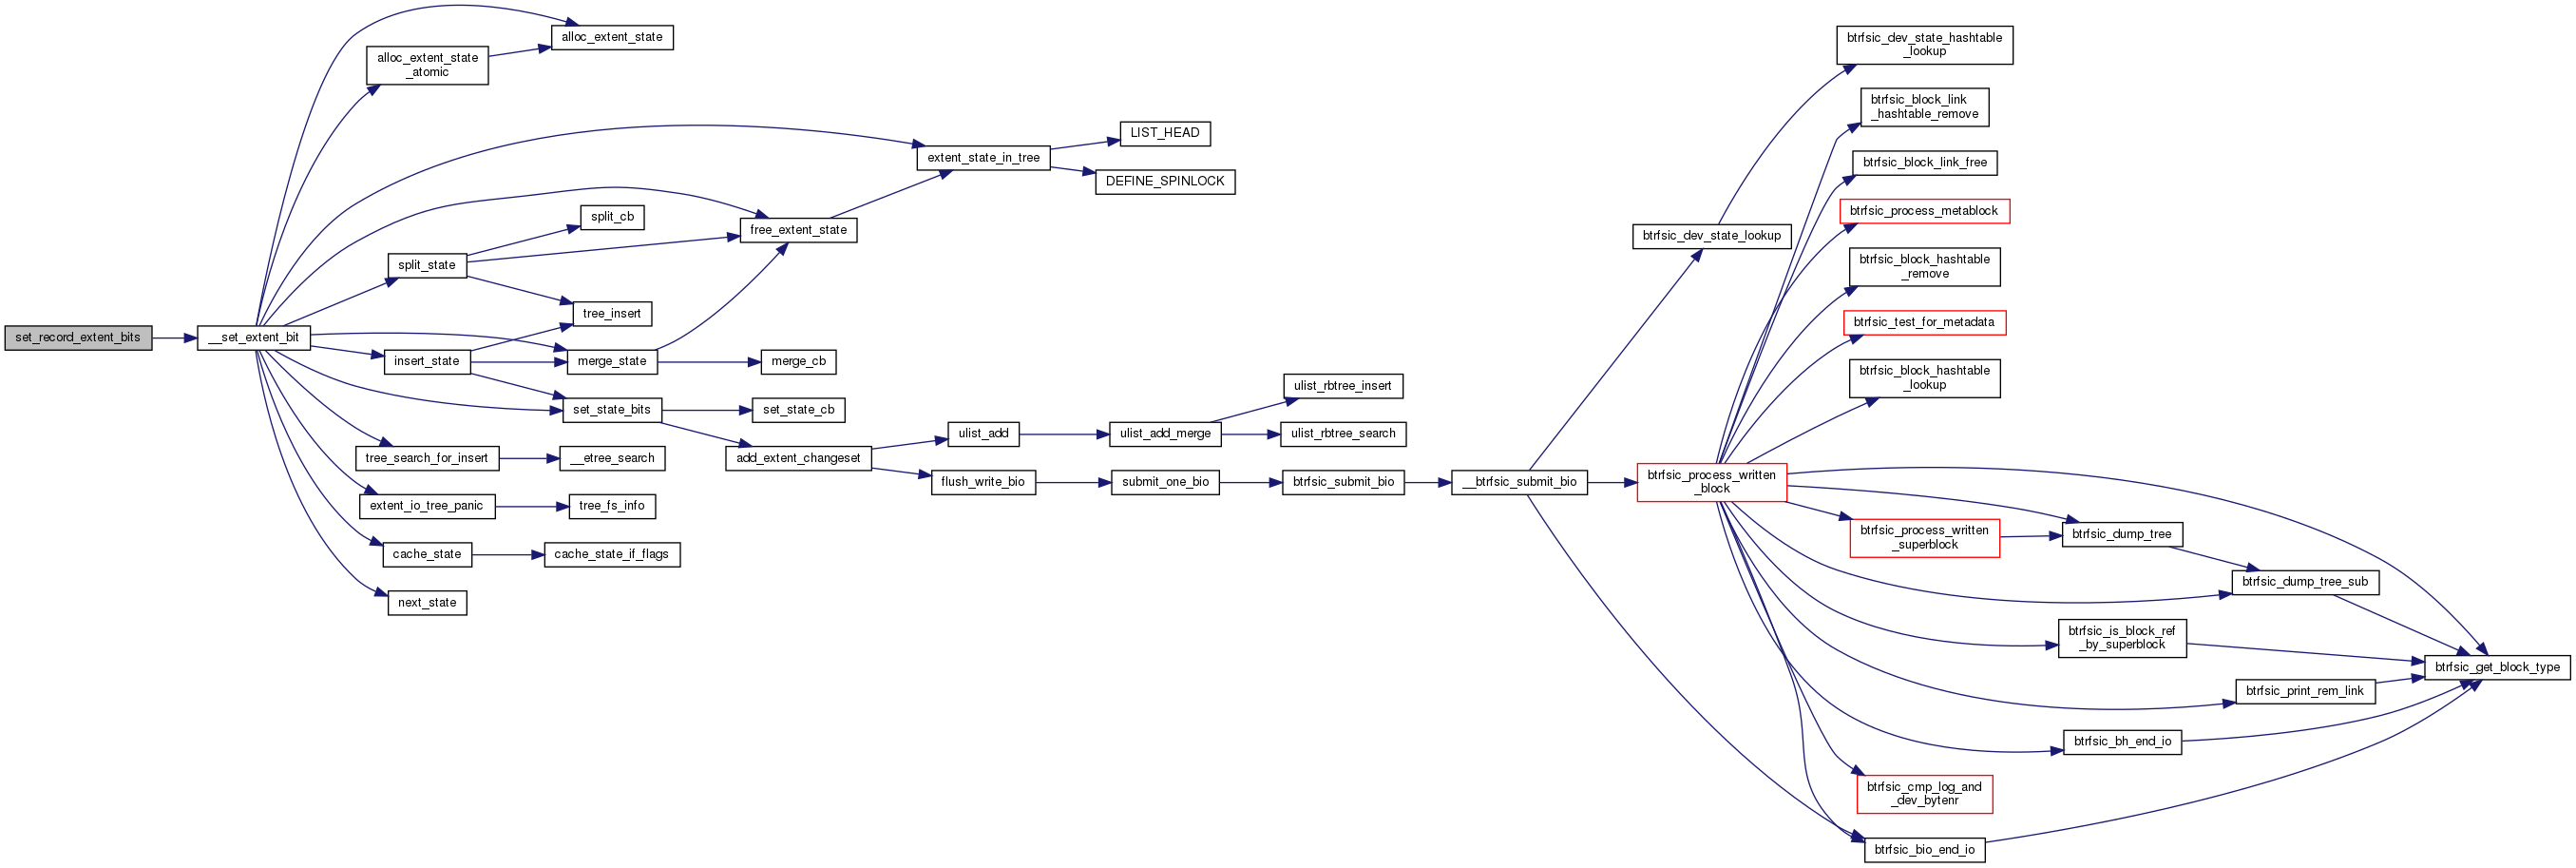 set_record_extent_bits
__set_extent_bit
alloc_extent_state
alloc_extent_state
_atomic
extent_state_in_tree
LIST_HEAD
DEFINE_SPINLOCK
free_extent_state
split_state
split_cb
tree_insert
insert_state
merge_state
merge_cb
set_state_bits
set_state_cb
add_extent_changeset
ulist_add
ulist_add_merge
ulist_rbtree_insert
ulist_rbtree_search
flush_write_bio
submit_one_bio
btrfsic_submit_bio
__btrfsic_submit_bio
tree_search_for_insert
__etree_search
extent_io_tree_panic
tree_fs_info
cache_state
cache_state_if_flags
next_state
btrfsic_dev_state_lookup
btrfsic_dev_state_hashtable
_lookup
btrfsic_process_written
_block
btrfsic_block_link
_hashtable_remove
btrfsic_block_link_free
btrfsic_process_metablock
btrfsic_block_hashtable
_remove
btrfsic_test_for_metadata
btrfsic_block_hashtable
_lookup
btrfsic_process_written
_superblock
btrfsic_dump_tree
btrfsic_dump_tree_sub
btrfsic_is_block_ref
_by_superblock
btrfsic_get_block_type
btrfsic_print_rem_link
btrfsic_bh_end_io
btrfsic_cmp_log_and
_dev_bytenr
btrfsic_bio_end_io